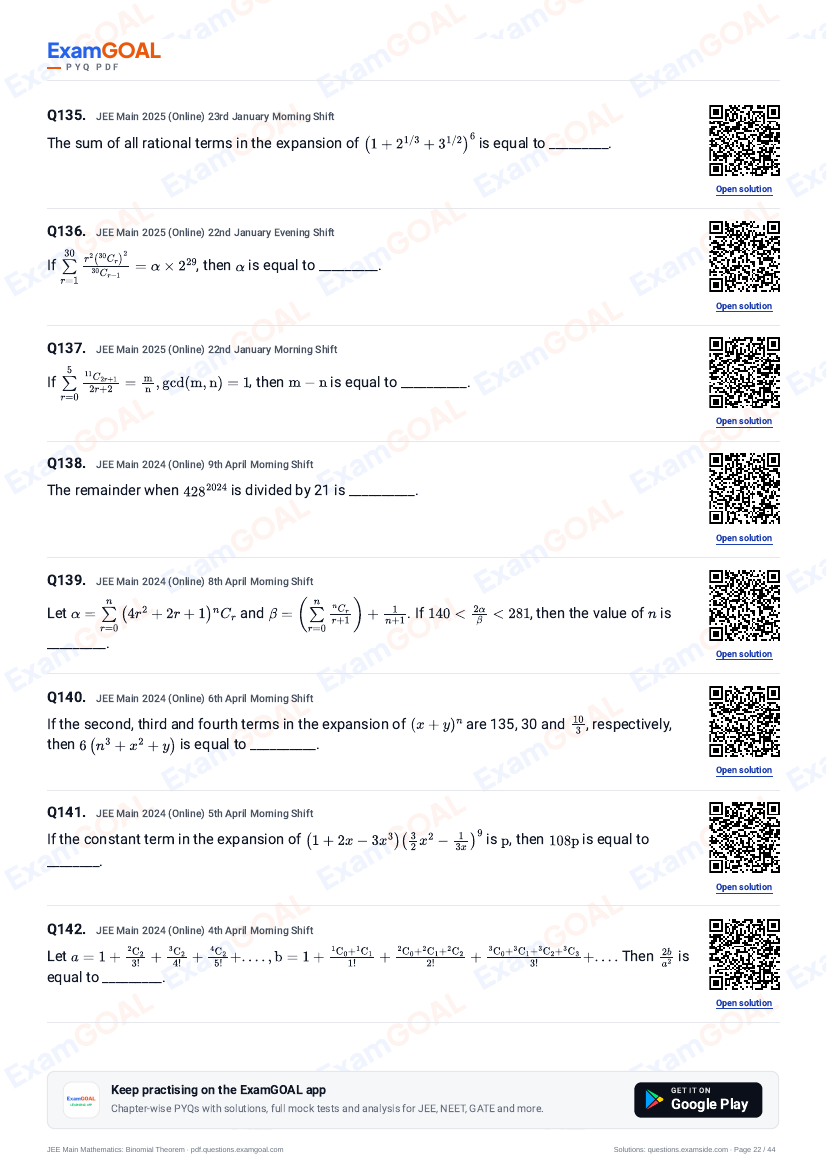 ExamGOAL
PYQ PDF
Q135. JEE Main 2025 (Online) 23rd January Morning Shift
The sum of all rational terms in the expansion of $(1 + 2^{1/3} + 3^{1/2})^6$ is equal to _________.
Open solution
Q136. JEE Main 2025 (Online) 22nd January Evening Shift
If $\sum_{r=1}^{30} \frac{r^2 (^{30}C_r)^2}{^{30}C_{r-1}} = \alpha \times 2^{29}$, then $\alpha$ is equal to _________.
Open solution
Q137. JEE Main 2025 (Online) 22nd January Morning Shift
If $\sum_{r=0}^{5} \frac{^{11}C_{2r+1}}{2r+2} = \frac{m}{n}, \gcd(m, n) = 1$, then $m - n$ is equal to __________.
Open solution
Q138. JEE Main 2024 (Online) 9th April Morning Shift
The remainder when $428^{2024}$ is divided by 21 is __________.
Open solution
Q139. JEE Main 2024 (Online) 8th April Morning Shift
Let $\alpha = \sum_{r=0}^{n} (4r^2 + 2r + 1) ^nC_r$ and $\beta = \left( \sum_{r=0}^{n} \frac{^nC_r}{r+1} \right) + \frac{1}{n+1}$. If $140 < \frac{2\alpha}{\beta} < 281$, then the value of $n$ is
_________.
Open solution
Q140. JEE Main 2024 (Online) 6th April Morning Shift
If the second, third and fourth terms in the expansion of $(x + y)^n$ are 135, 30 and $\frac{10}{3}$, respectively,
then $6 (n^3 + x^2 + y)$ is equal to __________.
Open solution
Q141. JEE Main 2024 (Online) 5th April Morning Shift
If the constant term in the expansion of $(1 + 2x - 3x^3) \left( \frac{3}{2}x^2 - \frac{1}{3x} \right)^9$ is p, then 108p is equal to
________.
Open solution
Q142. JEE Main 2024 (Online) 4th April Morning Shift
Let $a = 1 + \frac{^2C_2}{3!} + \frac{^3C_2}{4!} + \frac{^4C_2}{5!} + ....$, $b = 1 + \frac{^1C_0+^1C_1}{1!} + \frac{^2C_0+^2C_1+^2C_2}{2!} + \frac{^3C_0+^3C_1+^3C_2+^3C_3}{3!} + ....$ Then $\frac{2b}{a^2}$ is
equal to _________.
Open solution
Keep practising on the ExamGOAL app
Chapter-wise PYQs with solutions, full mock tests and analysis for JEE, NEET, GATE and more.
GET IT ON
Google Play
JEE Main Mathematics: Binomial Theorem · pdf.questions.examgoal.com
Solutions: questions.examside.com · Page 22 / 44